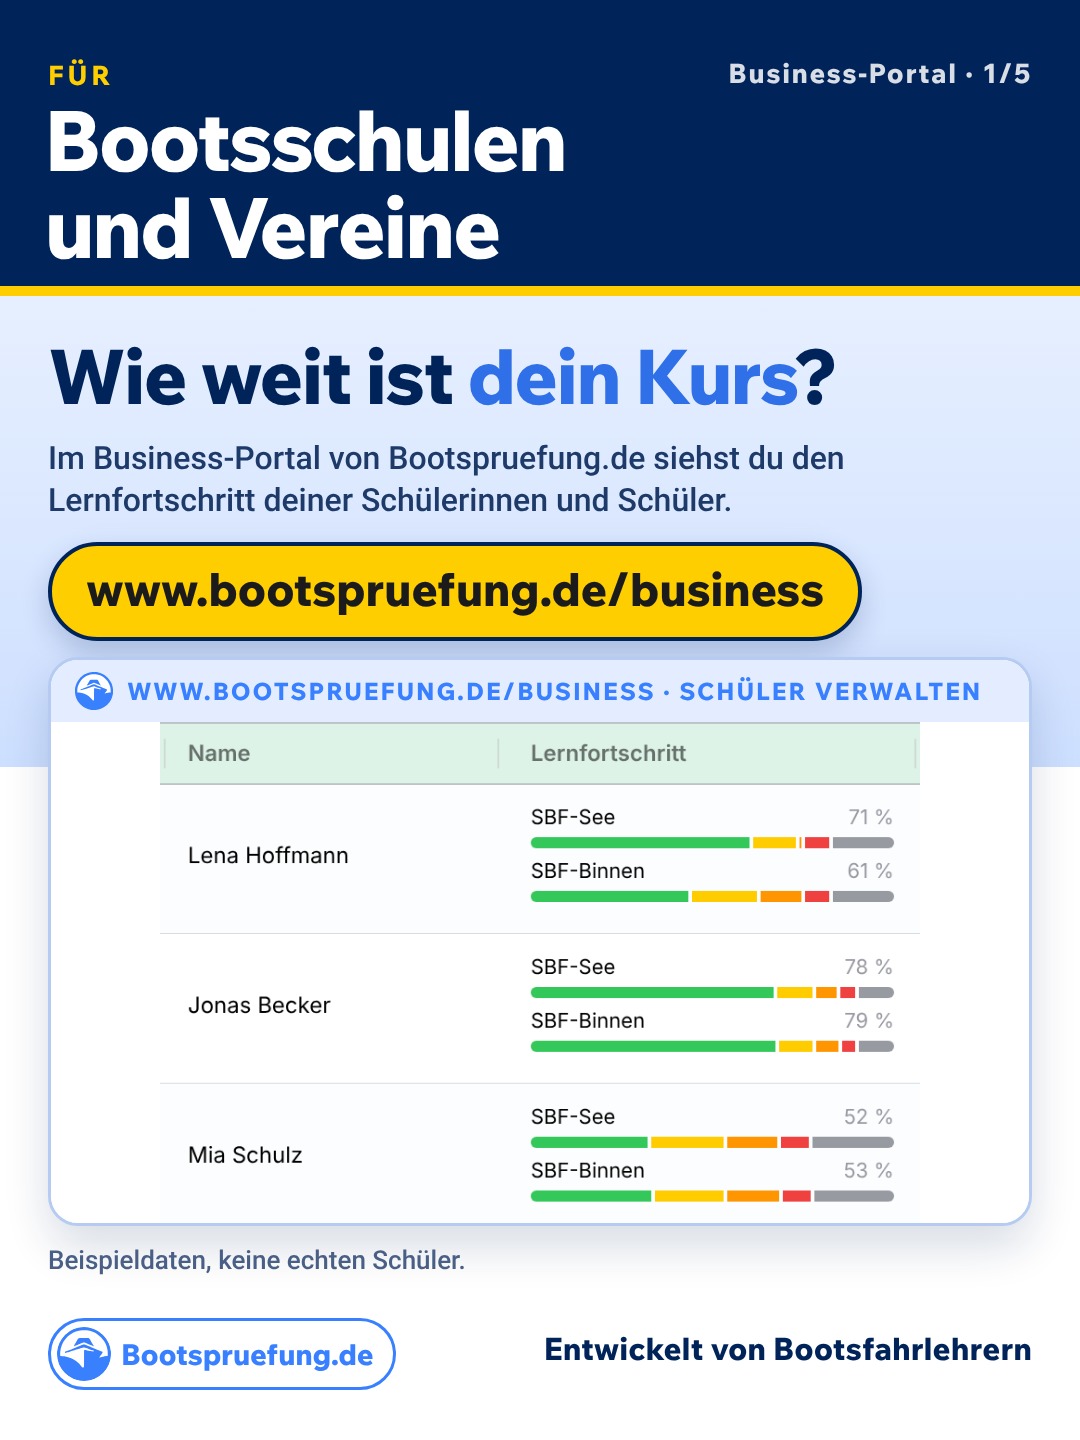 FÜR
Business-Portal · 1/5
Bootsschulen
und Vereine
Wie weit ist dein Kurs?
Im Business-Portal von Bootspruefung.de siehst du den
Lernfortschritt deiner Schülerinnen und Schüler.
www.bootspruefung.de/business
WWW.BOOTSPRUEFUNG.DE/BUSINESS · SCHÜLER VERWALTEN
Name Lernfortschritt
SBF-See 71 %
Lena Hoffmann
SBF-Binnen 61 %
SBF-See 78 %
Jonas Becker
SBF-Binnen 79 %
SBF-See 52 %
Mia Schulz
SBF-Binnen 53 %
Beispieldaten, keine echten Schüler.
Bootspruefung.de
Entwickelt von Bootsfahrlehrern